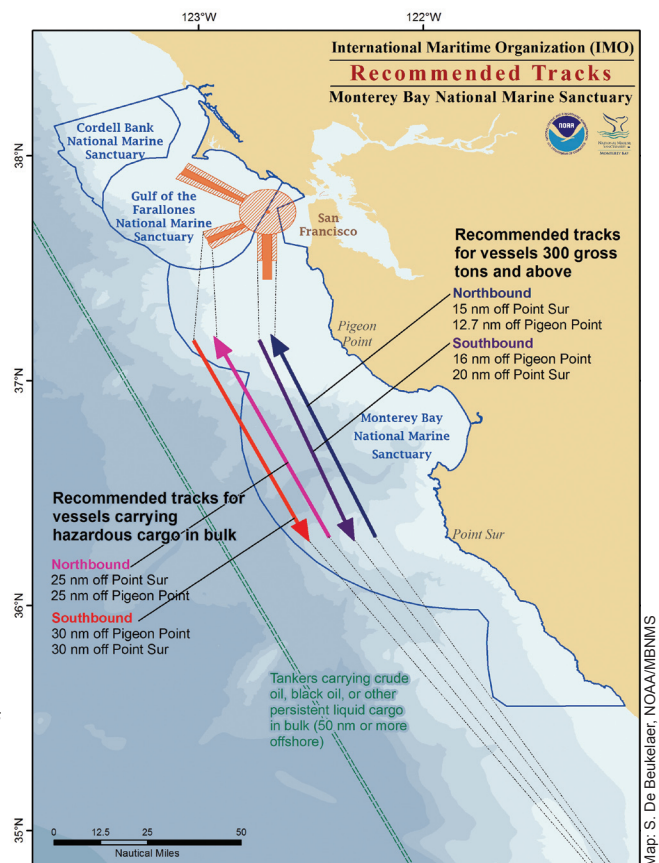 123°W
122°W
International Maritime Organization (IMO)
Recommended Tracks
Monterey Bay National Marine Sanctuary
NOAA
38°N
Cordell Bank
National Marine
Sanctuary
Gulf of the
Farallones
National Marine
Sanctuary
San
Francisco
Recommended tracks
for vessels 300 gross
tons and above
Northbound
15 nm off Point Sur
12.7 nm off Pigeon Point
Southbound
16 nm off Pigeon Point
20 nm off Point Sur
Pigeon
Point
37°N
Monterey Bay
National Marine
Sanctuary
Recommended tracks for
vessels carrying
hazardous cargo in bulk
Northbound
25 nm off Point Sur
25 nm off Pigeon Point
Southbound
30 nm off Pigeon Point
30 nm off Point Sur
Point Sur
36°N
Tankers carrying crude
oil, black oil, or other
persistent liquid cargo
in bulk (50 nm or more
offshore)
35°N
0 12.5 25 50
Nautical Miles
Map: S. De Beukelaer, NOAA/MBNMS